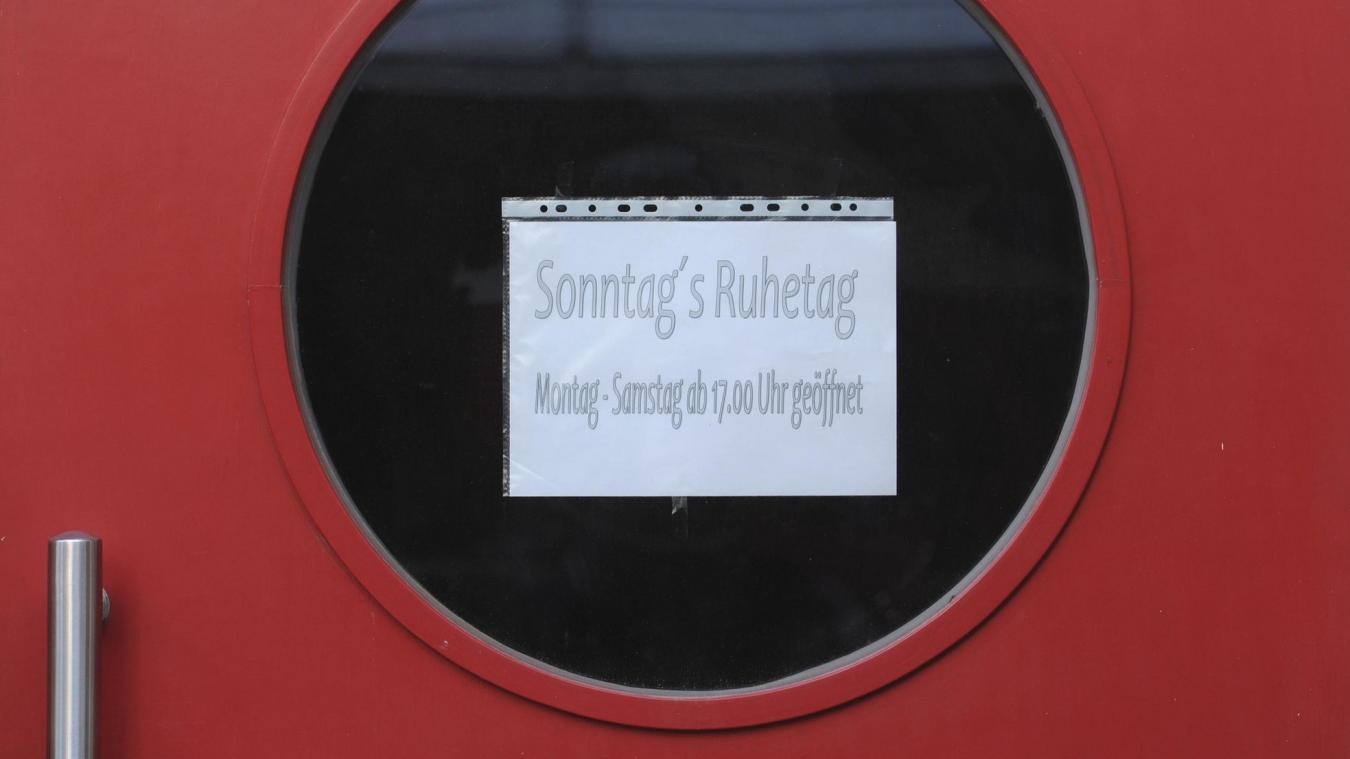 Sonntag´s Ruhetag
Montag - Samstag ab 17.00 Uhr geöffnet